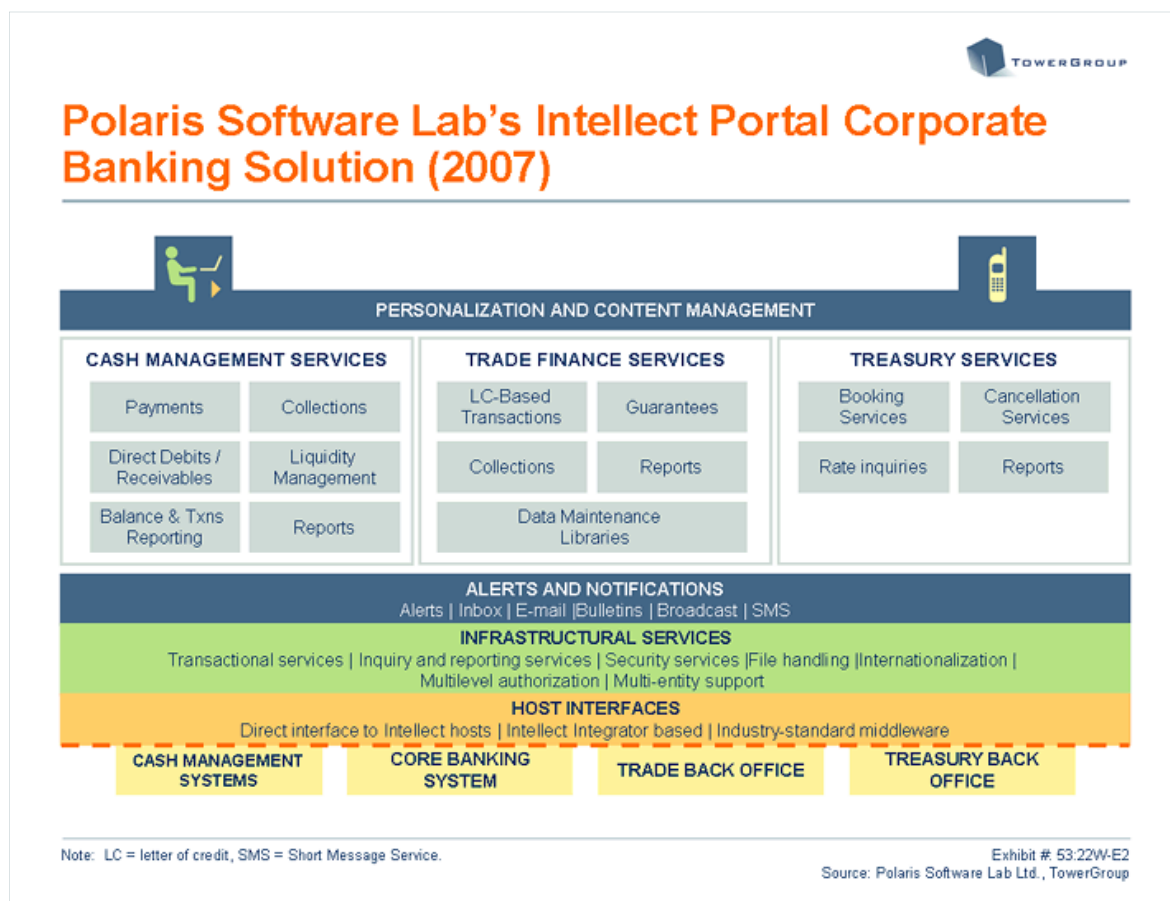 TOWERGROUP
Polaris Software Lab's Intellect Portal Corporate
Banking Solution (2007)
PERSONALIZATION AND CONTENT MANAGEMENT
CASH MANAGEMENT SERVICES
Payments
Collections
Direct Debits /
Receivables
Liquidity
Management
Balance & Txns
Reporting
Reports
TRADE FINANCE SERVICES
LC-Based
Transactions
Guarantees
Collections
Reports
Data Maintenance
Libraries
TREASURY SERVICES
Booking
Services
Cancellation
Services
Rate inquiries
Reports
ALERTS AND NOTIFICATIONS
Alerts | Inbox | E-mail |Bulletins | Broadcast | SMS
INFRASTRUCTURAL SERVICES
Transactional services | Inquiry and reporting services | Security services |File handling |Internationalization |
Multilevel authorization | Multi-entity support
HOST INTERFACES
Direct interface to Intellect hosts | Intellect Integrator based | Industry-standard middleware
CASH MANAGEMENT
SYSTEMS
CORE BANKING
SYSTEM
TRADE BACK OFFICE
TREASURY BACK
OFFICE
Note: LC = letter of credit, SMS = Short Message Service.
Exhibit #: 53:22W-E2
Source: Polaris Software Lab Ltd., TowerGroup